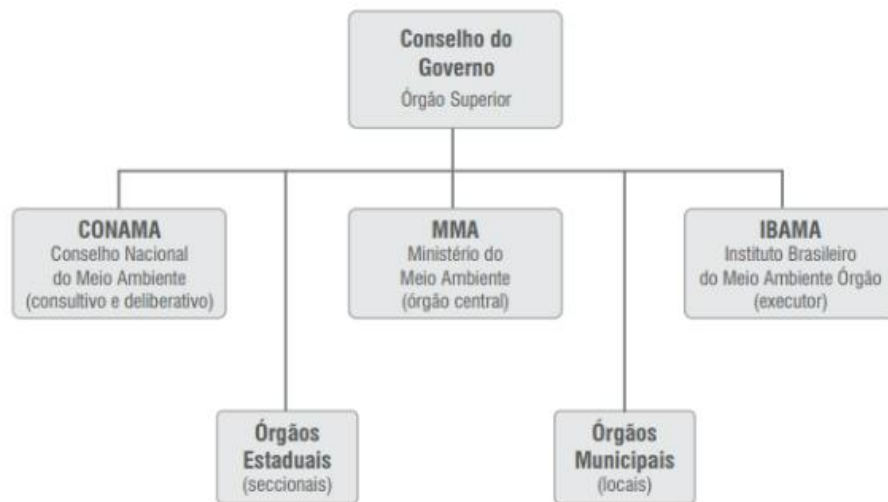 Conselho do
Governo
Órgão Superior
CONAMA
Conselho Nacional
do Meio Ambiente
(consultivo e deliberativo)
MMA
Ministério do
Meio Ambiente
(órgão central)
IBAMA
Instituto Brasileiro
do Meio Ambiente Órgão
(executor)
Órgãos
Estaduais
(seccionais)
Órgãos
Municipais
(locais)